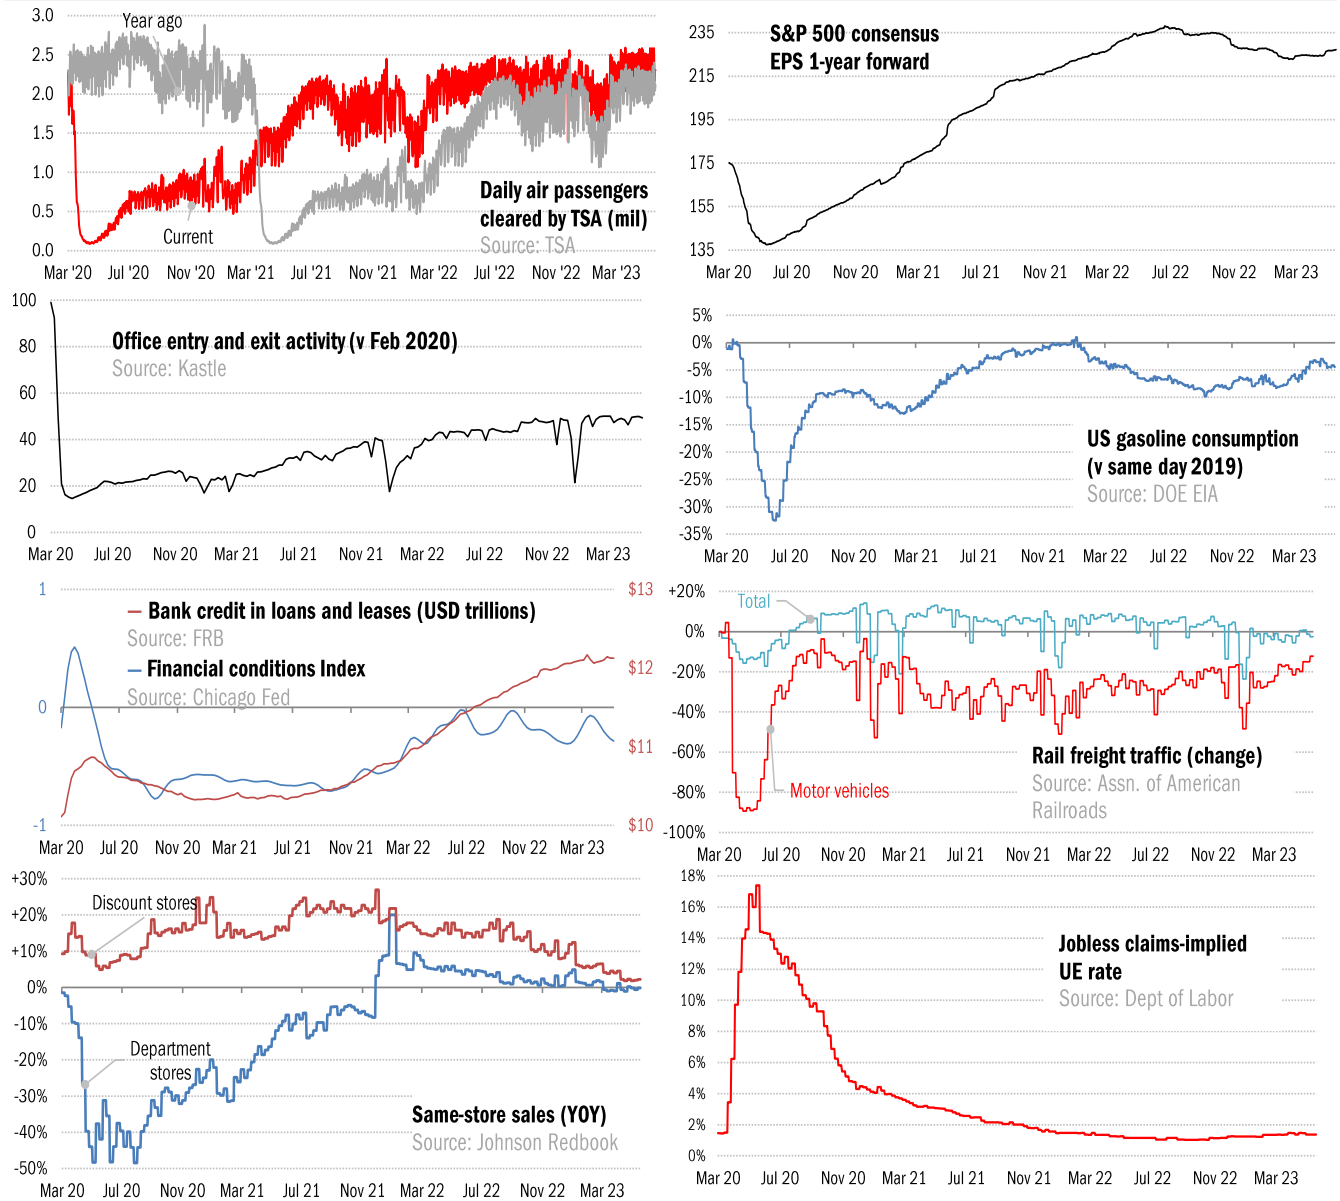 3.0
Year ago
2.5
2.0
1.5
1.0
0.5
0.0
Daily air passengers
cleared by TSA (mil)
Source: TSA
Current
Mar '20 Jul '20 Nov '20 Mar 21 Jul '21 Nov '21 Mar 22 Jul '22 Nov '22 Mar '23
S&P 500 consensus
EPS 1-year forward
235
215
195
175
155
135
Mar 20 Jul 20 Nov 20 Mar 21 Jul 21 Nov 21 Mar 22 Jul 22 Nov 22 Mar 23
100
80
60
40
20
0
Office entry and exit activity (v Feb 2020)
Source: Kastle
Mar 20 Jul 20 Nov 20 Mar 21 Jul 21 Nov 21 Mar 22 Jul 22 Nov 22 Mar 23
5%
0%
-5%
-10%
-15%
-20%
-25%
-30%
-35%
US gasoline consumption
(v same day 2019)
Source: DOE EIA
Mar 20 Jul 20 Nov 20 Mar 21 Jul 21 Nov 21 Mar 22 Jul 22 Nov 22 Mar 23
1
0
-1
Bank credit in loans and leases (USD trillions)
Source: FRB
Financial conditions Index
Source: Chicago Fed
$13
$12
$11
$10
Mar 20 Jul 20 Nov 20 Mar 21 Jul 21 Nov 21 Mar 22 Jul 22 Nov 22 Mar 23
+20%
0%
-20%
-40%
-60%
-80%
-100%
Total
Motor vehicles
Rail freight traffic (change)
Source: Assn. of American
Railroads
Mar 20 Jul 20 Nov 20 Mar 21 Jul 21 Nov 21 Mar 22 Jul 22 Nov 22 Mar 23
+30%
+20%
+10%
0%
-10%
-20%
-30%
-40%
-50%
Discount stores
Department
stores
Same-store sales (YOY)
Source: Johnson Redbook
Mar 20 Jul 20 Nov 20 Mar 21 Jul 21 Nov 21 Mar 22 Jul 22 Nov 22 Mar 23
18%
16%
14%
12%
10%
8%
6%
4%
2%
0%
Jobless claims-implied
UE rate
Source: Dept of Labor
Mar 20 Jul 20 Nov 20 Mar 21 Jul 21 Nov 21 Mar 22 Jul 22 Nov 22 Mar 23